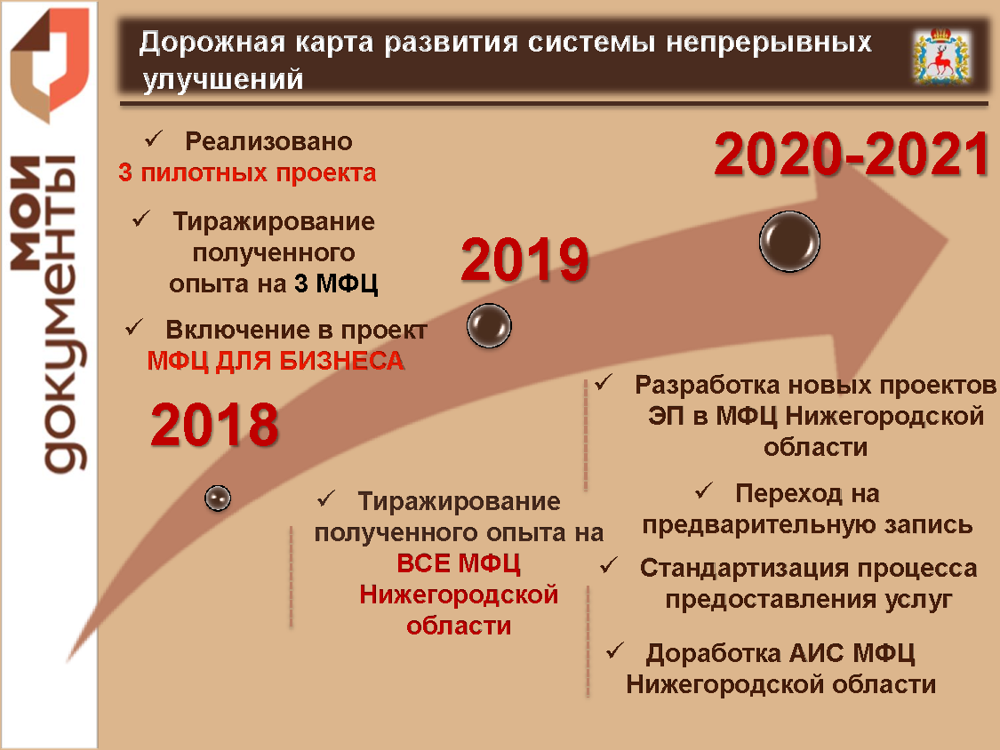 Дорожная карта развития системы непрерывных
улучшений
мои
документы
✓ Реализовано
3 пилотных проекта
✓ Тиражирование
полученного
опыта на 3 МФЦ
✓ Включение в проект
МФЦ ДЛЯ БИЗНЕСА
2018
2019
✓ Тиражирование
полученного опыта на
ВСЕ МФЦ
Нижегородской
области
2020-2021
✓ Разработка новых проектов
ЭП в МФЦ Нижегородской
области
✓ Переход на
предварительную запись
✓ Стандартизация процесса
предоставления услуг
✓ Доработка АИС МФЦ
Нижегородской области